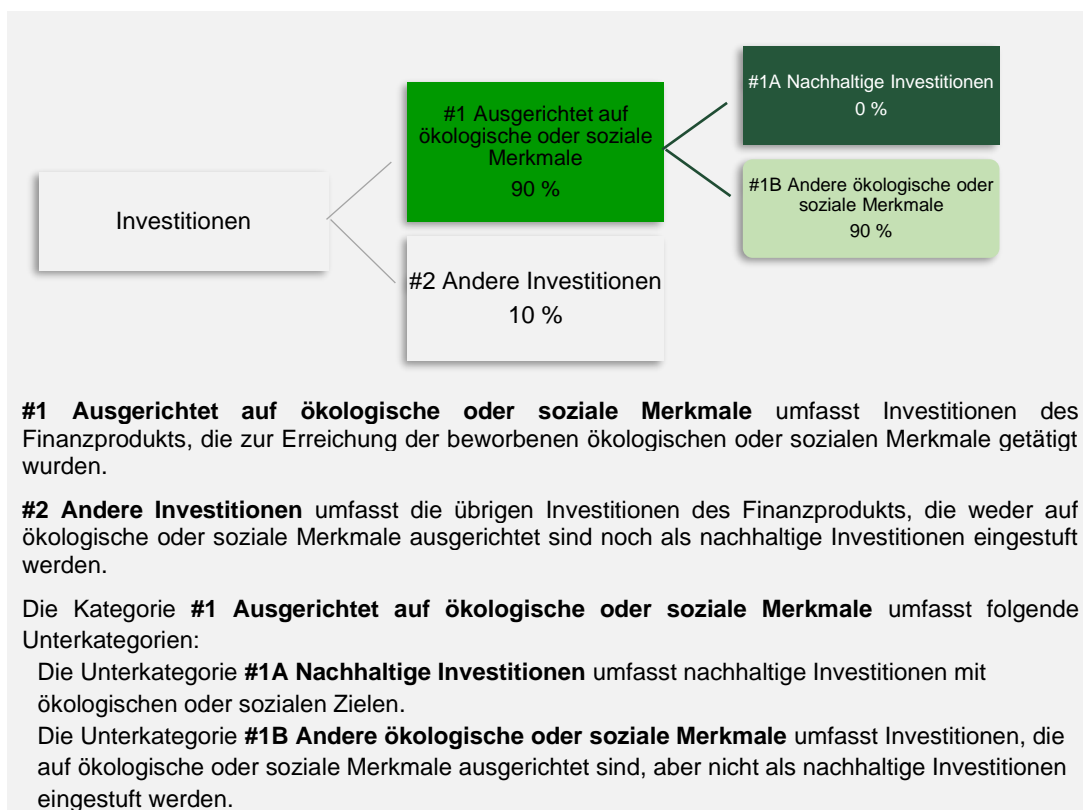 #1A Nachhaltige Investitionen
0 %
#1 Ausgerichtet auf
ökologische oder soziale
Merkmale
90 %
#1B Andere ökologische oder
soziale Merkmale
90 %
Investitionen
#2 Andere Investitionen
10 %
#1 Ausgerichtet auf ökologische oder soziale Merkmale umfasst Investitionen des
Finanzprodukts, die zur Erreichung der beworbenen ökologischen oder sozialen Merkmale getätigt
wurden.
#2 Andere Investitionen umfasst die übrigen Investitionen des Finanzprodukts, die weder auf
ökologische oder soziale Merkmale ausgerichtet sind noch als nachhaltige Investitionen eingestuft
werden.
Die Kategorie #1 Ausgerichtet auf ökologische oder soziale Merkmale umfasst folgende
Unterkategorien:
Die Unterkategorie #1A Nachhaltige Investitionen umfasst nachhaltige Investitionen mit
ökologischen oder sozialen Zielen.
Die Unterkategorie #1B Andere ökologische oder soziale Merkmale umfasst Investitionen, die
auf ökologische oder soziale Merkmale ausgerichtet sind, aber nicht als nachhaltige Investitionen
eingestuft werden.